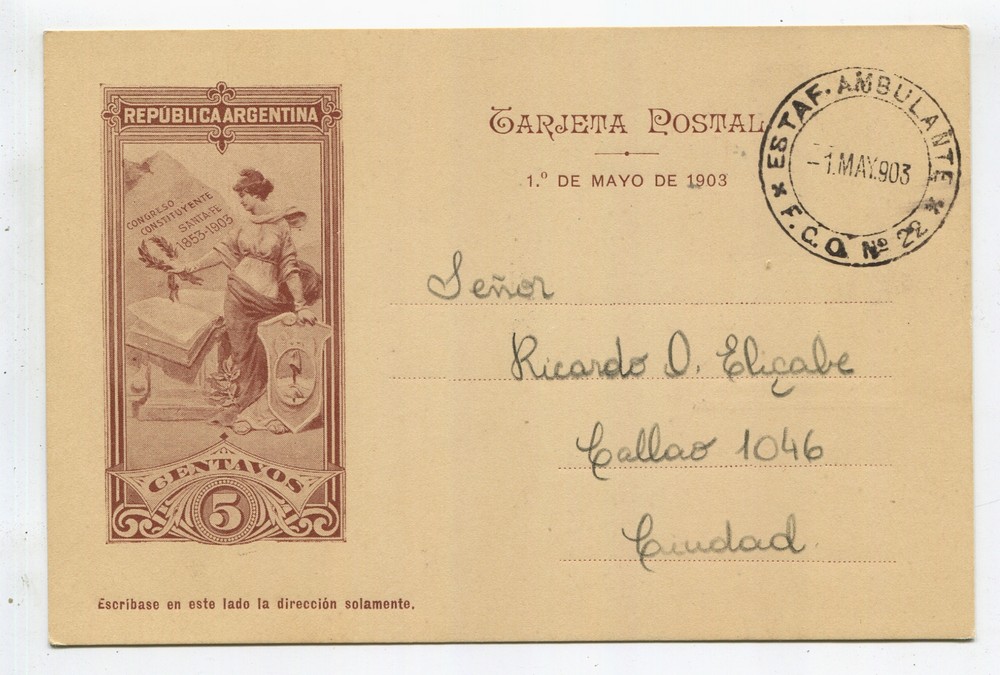 REPÚBLICA ARGENTINA
CONGRESO
CONSTITUYENTE
SANTA-FE
1853-1903
CENTAVOS
5
TARJETA POSTAL
1.º DE MAYO DE 1903
ESTAF. AMBULANTE
-1.MAY.903
F.C.O. Nº 22
Señor
Ricardo D. Eliçabe
Callao 1046
Ciudad.
Escríbase en este lado la dirección solamente.